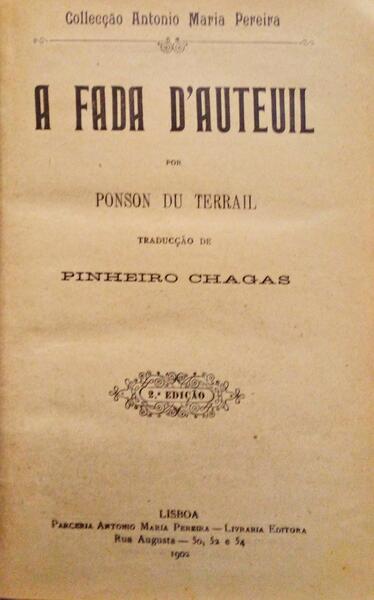 Collecção Antonio Maria Pereira
A FADA D'AUTEUIL
POR
PONSON DU TERRAIL
TRADUCÇÃO DE
PINHEIRO CHAGAS
2.ª EDIÇÃO
LISBOA
PARCERIA ANTONIO MARIA PEREIRA — LIVRARIA EDITORA
Rua Augusta — 50, 52 e 54
1902